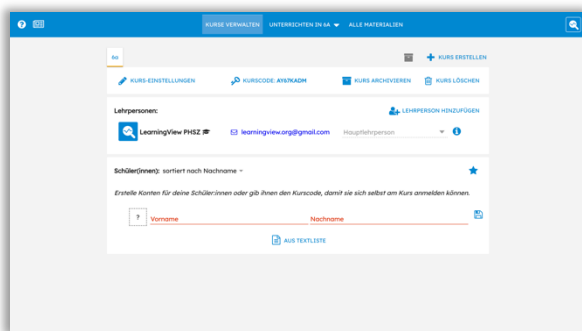 KURSE VERWALTEN UNTERRICHTEN IN 6A ALLE MATERIALIEN
6a KURS ERSTELLEN
KURS-EINSTELLUNGEN KURSCODE: AY67KADM KURS ARCHIVIEREN KURS LÖSCHEN
Lehrpersonen: LEHRPERSON HINZUFÜGEN
LearningView PHSZ learningview.org@gmail.com Hauptlehrperson
Schüler(innen): sortiert nach Nachname
Erstelle Konten für deine Schüler:innen oder gib ihnen den Kurscode, damit sie sich selbst am Kurs anmelden können.
? Vorname Nachname
AUS TEXTLISTE